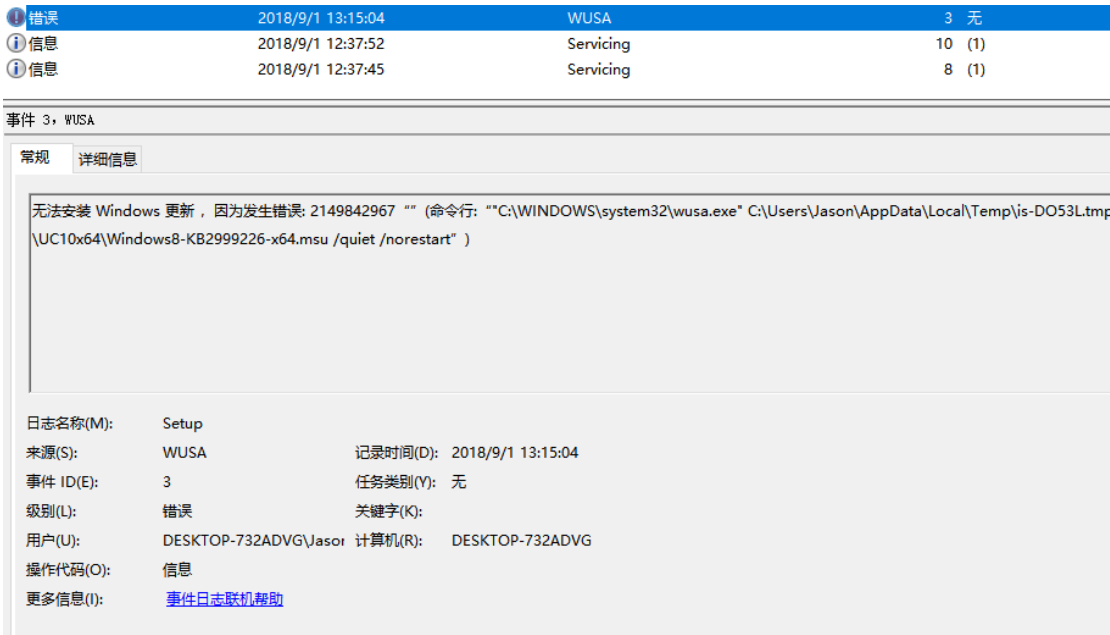 错误 2018/9/1 13:15:04 WUSA 3 无
信息 2018/9/1 12:37:52 Servicing 10 (1)
信息 2018/9/1 12:37:45 Servicing 8 (1)
事件 3，WUSA
常规 详细信息
无法安装 Windows 更新 ，因为发生错误: 2149842967 “” (命令行: “"C:\WINDOWS\system32\wusa.exe" C:\Users\Jason\AppData\Local\Temp\is-DO53L.tmp
\UC10x64\Windows8-KB2999226-x64.msu /quiet /norestart” )
日志名称(M): Setup
来源(S): WUSA 记录时间(D): 2018/9/1 13:15:04
事件 ID(E): 3 任务类别(Y): 无
级别(L): 错误 关键字(K):
用户(U): DESKTOP-732ADVG\Jason 计算机(R): DESKTOP-732ADVG
操作代码(O): 信息
更多信息(I): 事件日志联机帮助